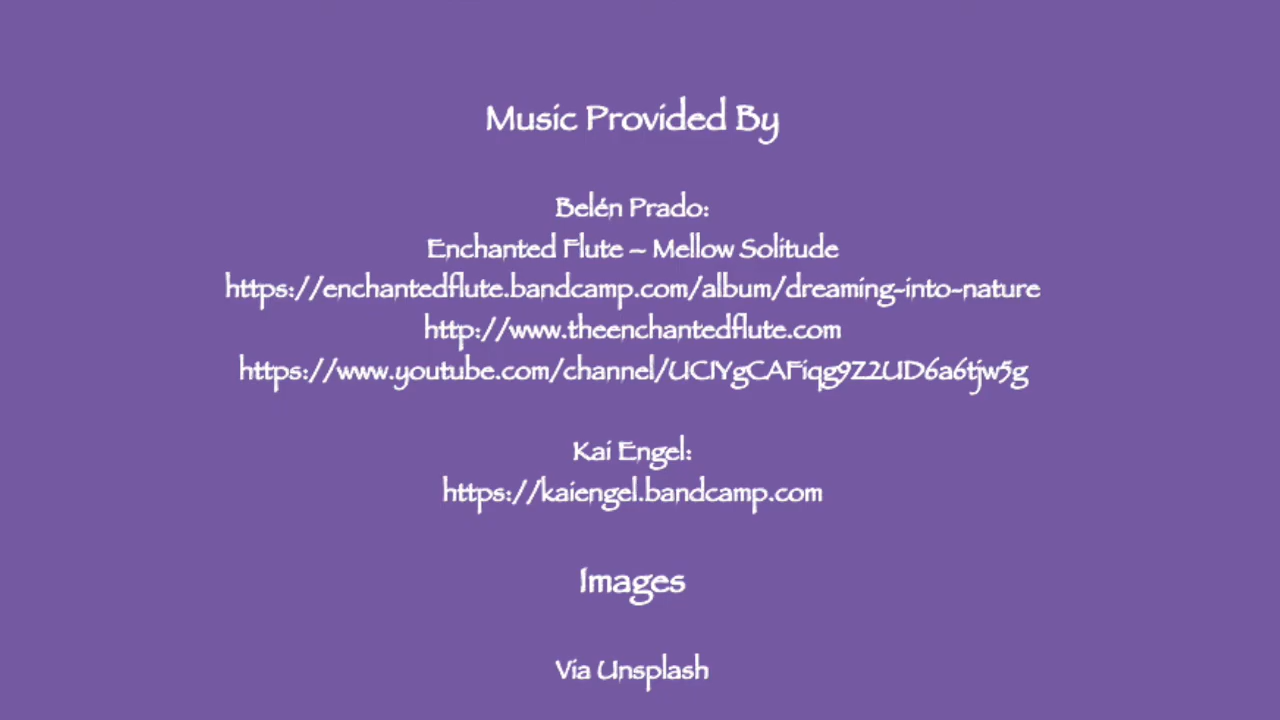 Music Provided By
Belén Prado:
Enchanted Flute – Mellow Solitude
https://enchantedflute.bandcamp.com/album/dreaming-into-nature
http://www.theenchantedflute.com
https://www.youtube.com/channel/UCIYgCAFiqg9Z2UD6a6tjw5g
Kai Engel:
https://kaiengel.bandcamp.com
Images
Via Unsplash